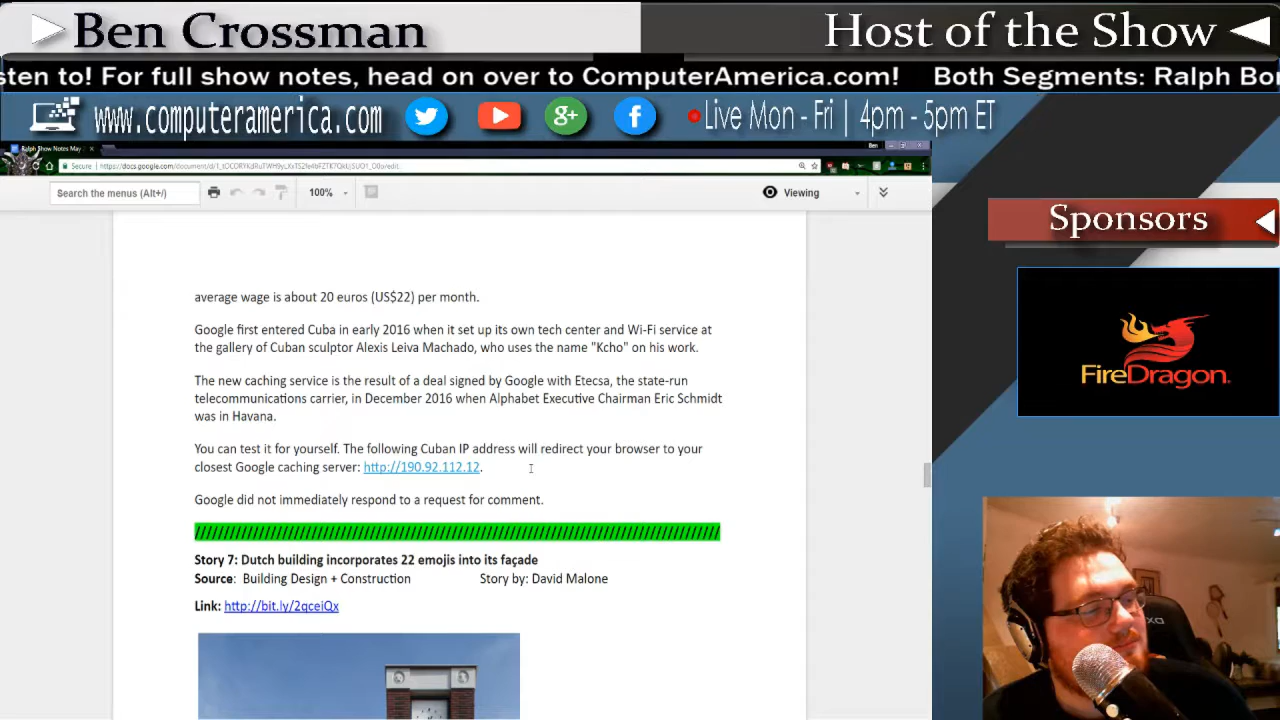 Ben Crossman
Host of the Show
sten to! For full show notes, head on over to ComputerAmerica.com! Both Segments: Ralph Bo
www.computeramerica.com
Live Mon - Fri | 4pm - 5pm ET
Ralph Show Notes May
Ben
Secure
Search the menus (Alt+/)
100%
Viewing
Sponsors
FireDragon
average wage is about 20 euros (US$22) per month.
Google first entered Cuba in early 2016 when it set up its own tech center and Wi-Fi service at
the gallery of Cuban sculptor Alexis Leiva Machado, who uses the name "Kcho" on his work.
The new caching service is the result of a deal signed by Google with Etecsa, the state-run
telecommunications carrier, in December 2016 when Alphabet Executive Chairman Eric Schmidt
was in Havana.
You can test it for yourself. The following Cuban IP address will redirect your browser to your
closest Google caching server: http://190.92.112.12.
Google did not immediately respond to a request for comment.
////////////////////////////////////////////////////////////////////////////////
Story 7: Dutch building incorporates 22 emojis into its façade
Source: Building Design + Construction Story by: David Malone
Link: http://bit.ly/2qceiQx